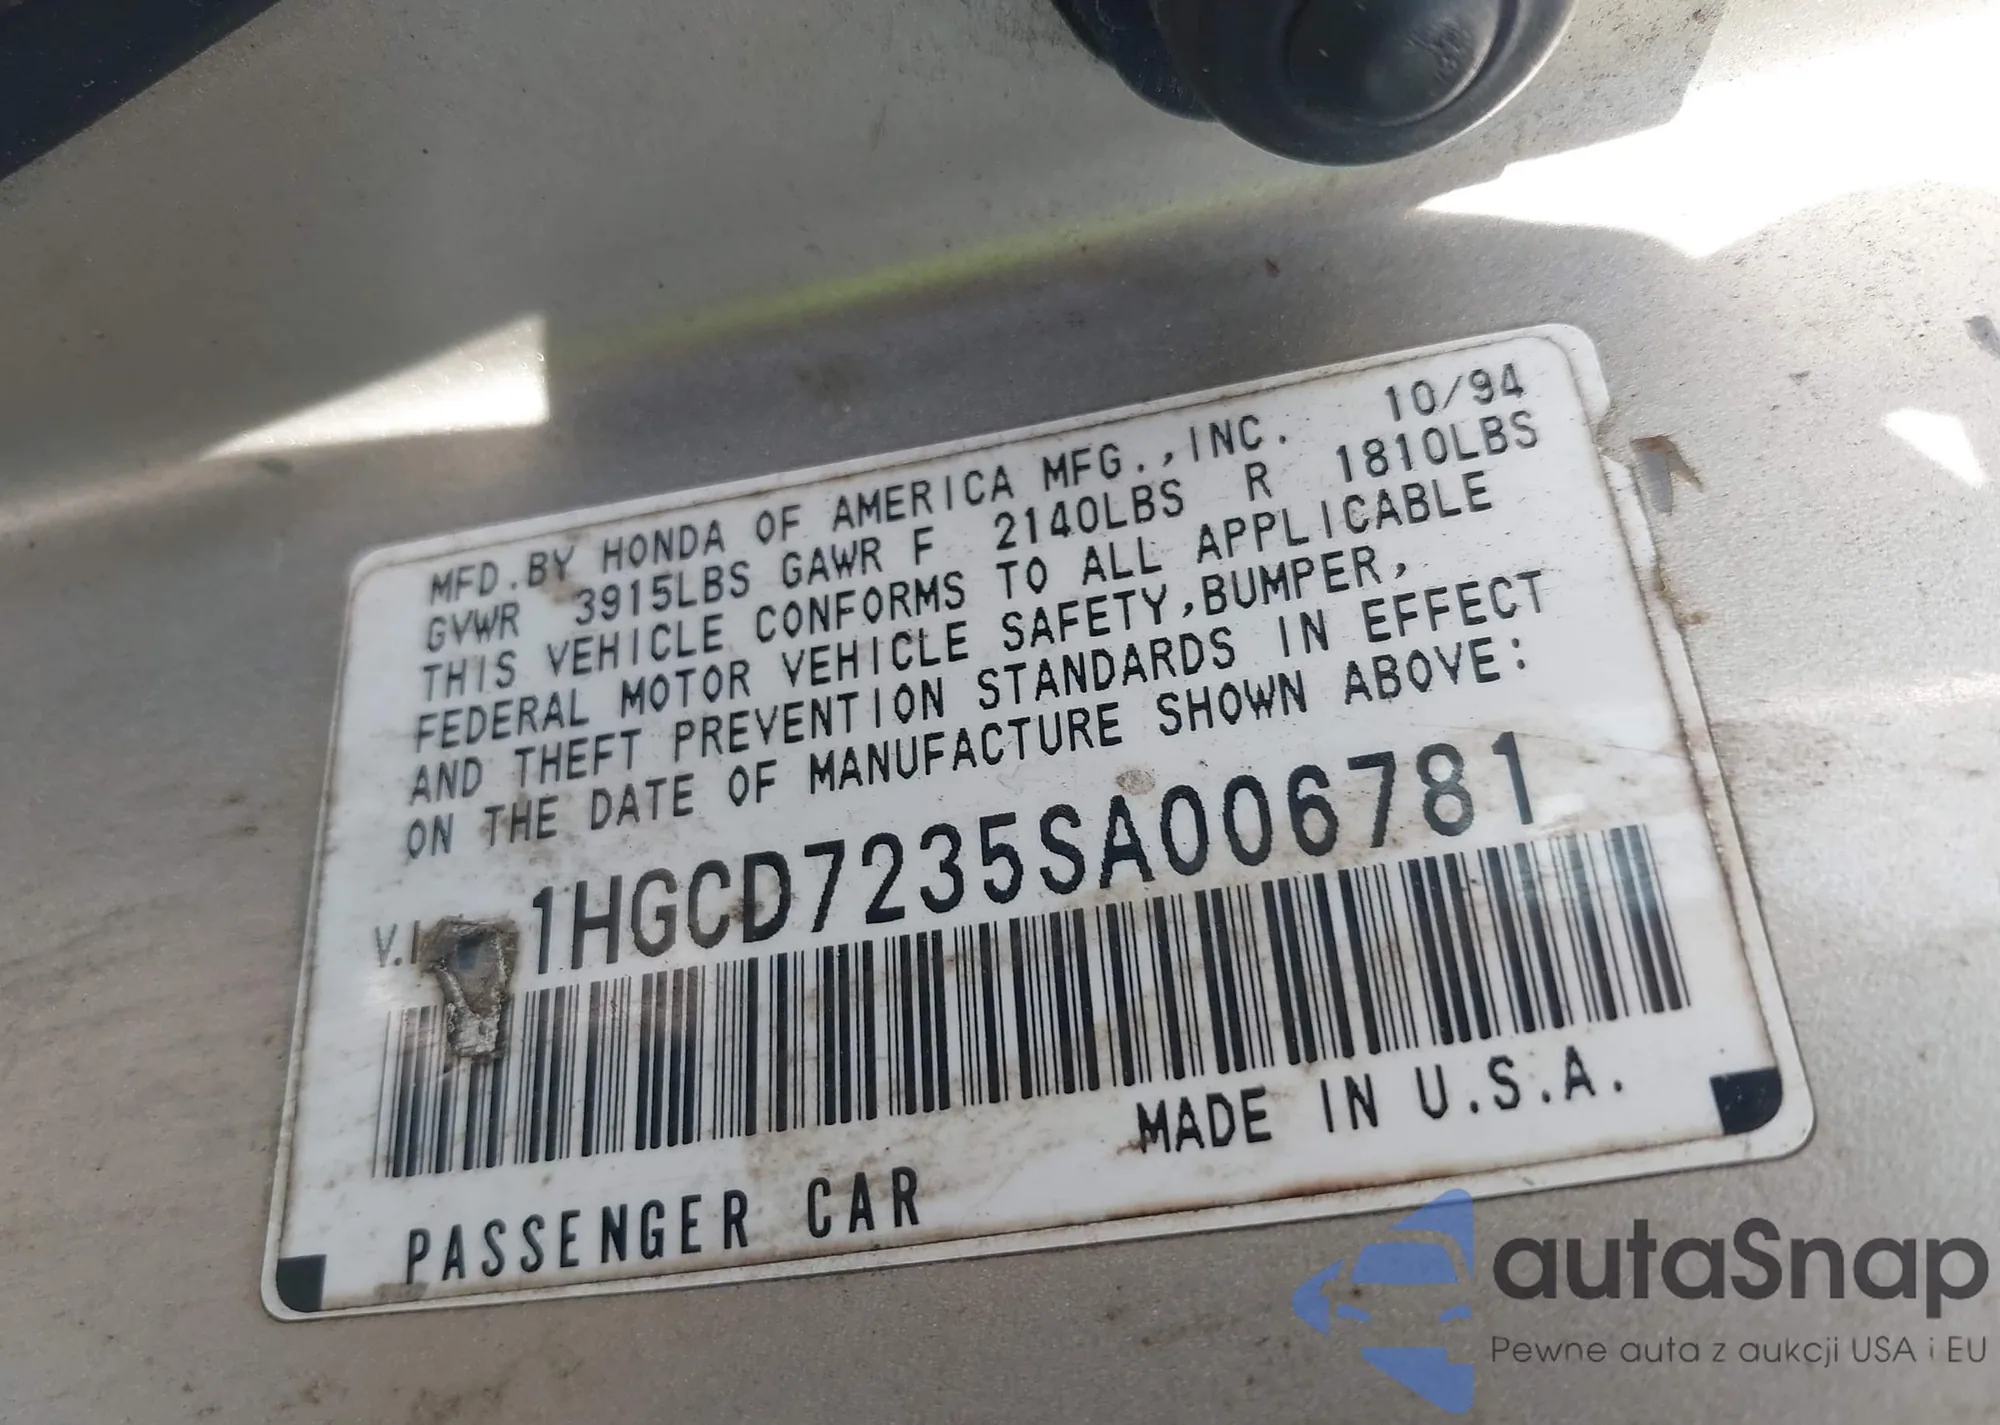 MFD.BY HONDA OF AMERICA MFG.,INC. 10/94
GVWR 3915LBS GAWR F 2140LBS R 1810LBS
THIS VEHICLE CONFORMS TO ALL APPLICABLE
FEDERAL MOTOR VEHICLE SAFETY,BUMPER,
AND THEFT PREVENTION STANDARDS IN EFFECT
ON THE DATE OF MANUFACTURE SHOWN ABOVE:
V.I 1HGCD7235SA006781
MADE IN U.S.A.
PASSENGER CAR
autaSnap
Pewne auta z aukcji USA i EU